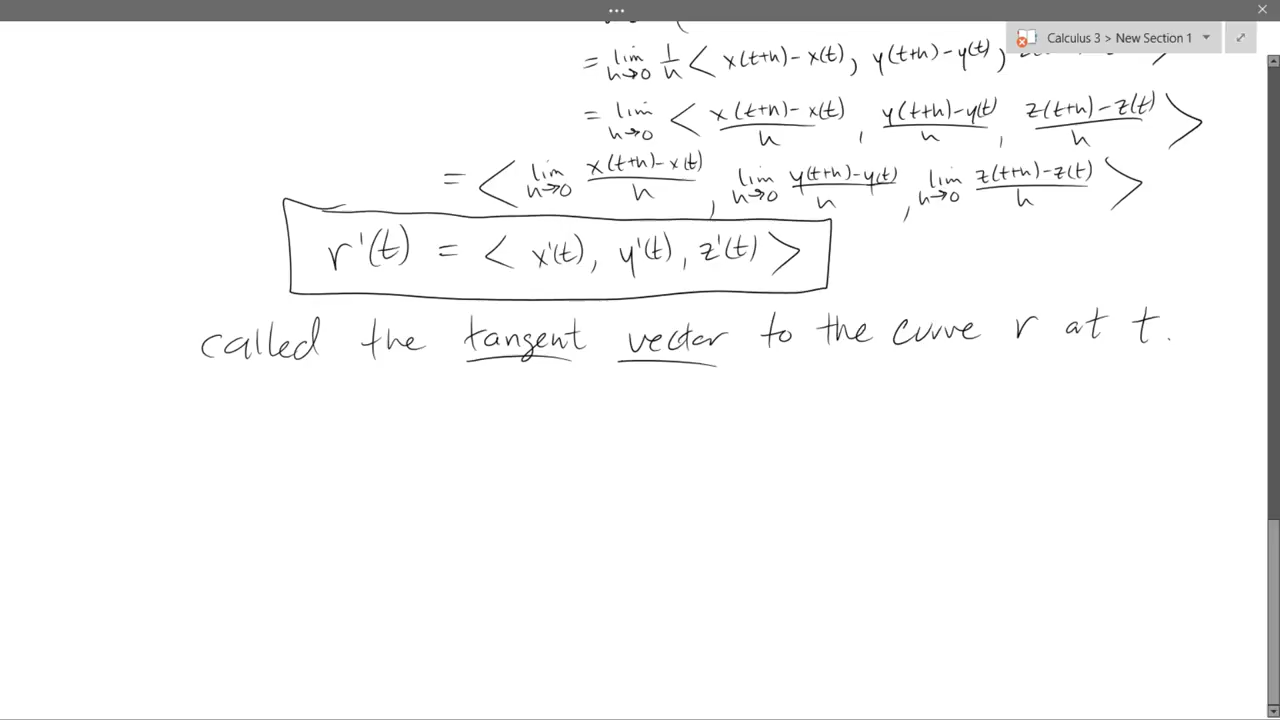 Calculus 3 > New Section 1
= lim h→0 1/h < x(t+h)-x(t), y(t+h)-y(t),
= lim h→0 < x(t+h)-x(t)/h, y(t+h)-y(t)/h, z(t+h)-z(t)/h >
= < lim h→0 x(t+h)-x(t)/h, lim h→0 y(t+h)-y(t)/h, lim h→0 z(t+h)-z(t)/h >
r'(t) = < x'(t), y'(t), z'(t) >
called the tangent vector to the curve r at t.